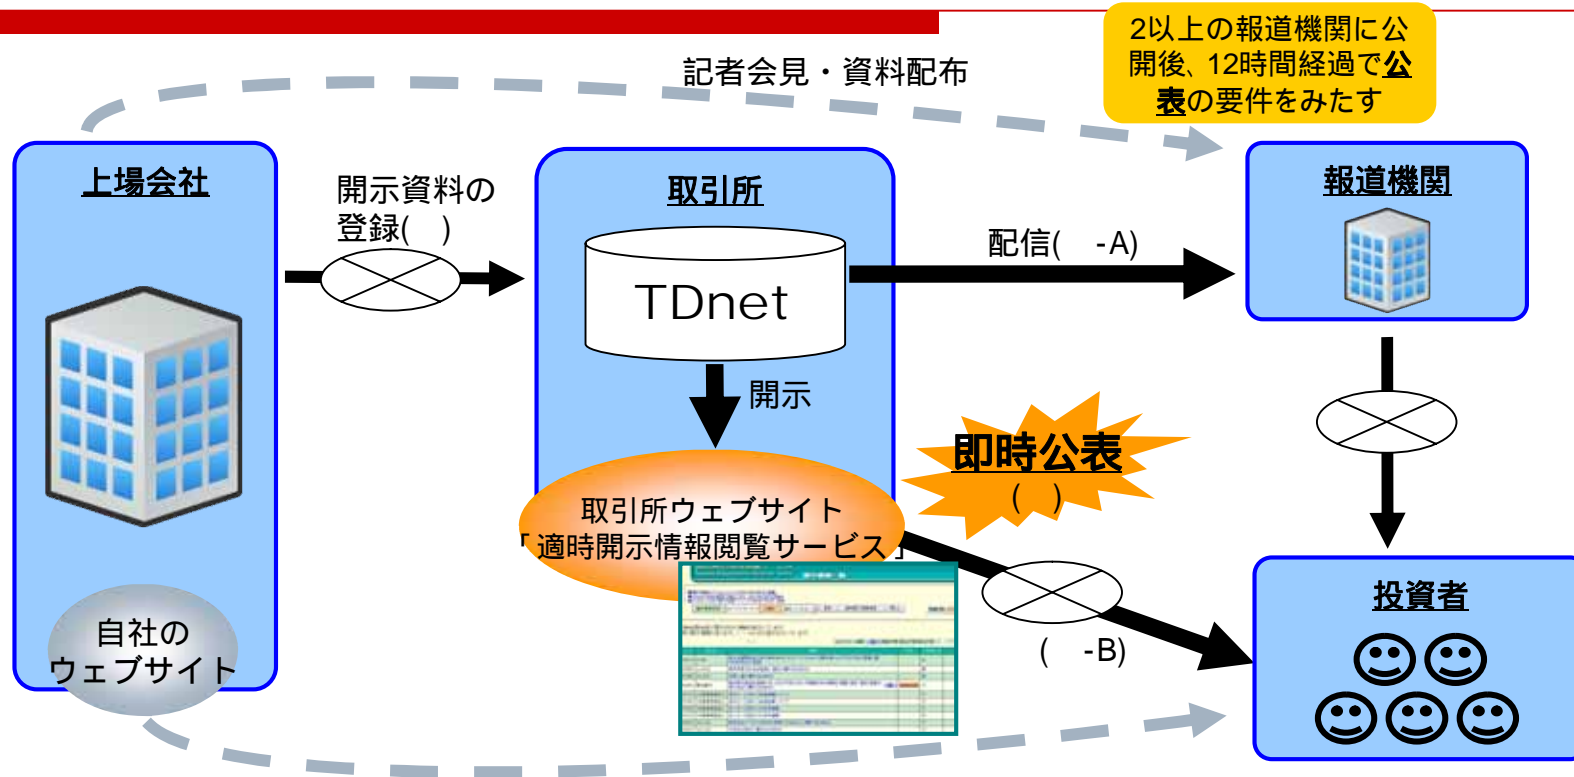 2以上の報道機関に公
開後、12時間経過で公
表の要件をみたす
記者会見・資料配布
上場会社
開示資料の
登録(　)
取引所
TDnet
配信(　-A)
報道機関
開示
即時公表
(　)
取引所ウェブサイト
「適時開示情報閲覧サービス」
(　-B)
投資者
自社の
ウェブサイト